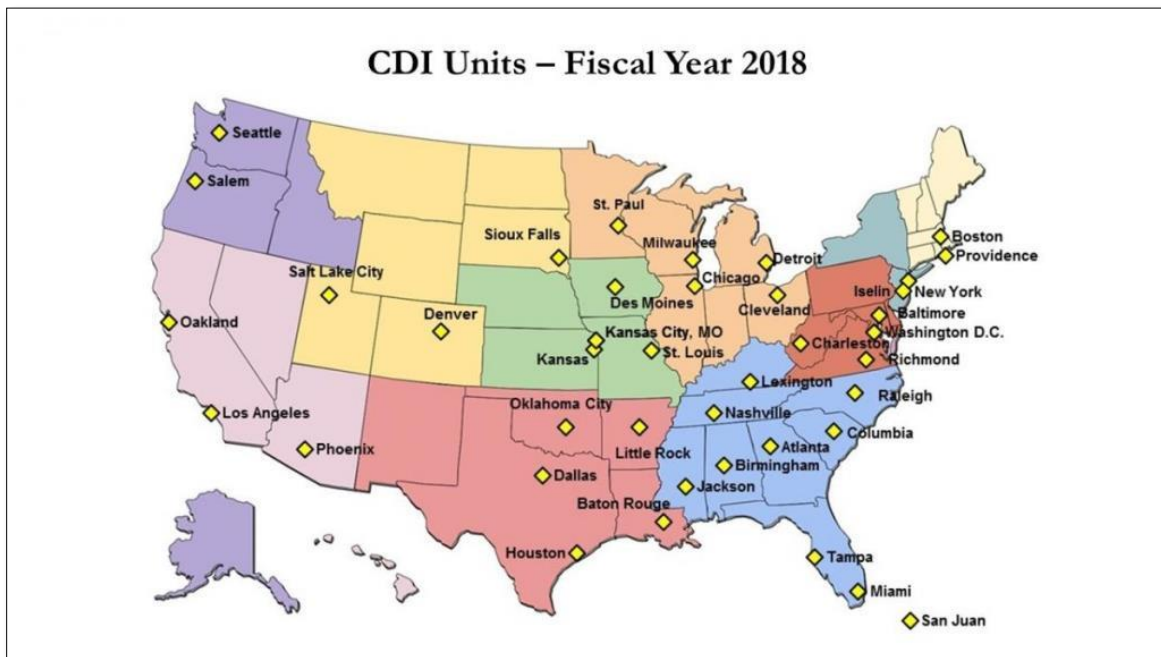 CDI Units – Fiscal Year 2018
Seattle
Salem
St. Paul
Sioux Falls
Milwaukee
Boston
Detroit
Providence
Salt Lake City
Chicago
Iselin
New York
Des Moines
Cleveland
Denver
Baltimore
Oakland
Kansas City, MO
Washington D.C.
Charleston
Kansas
St. Louis
Richmond
Lexington
Raleigh
Oklahoma City
Los Angeles
Nashville
Columbia
Phoenix
Little Rock
Atlanta
Birmingham
Dallas
Jackson
Baton Rouge
Houston
Tampa
Miami
San Juan